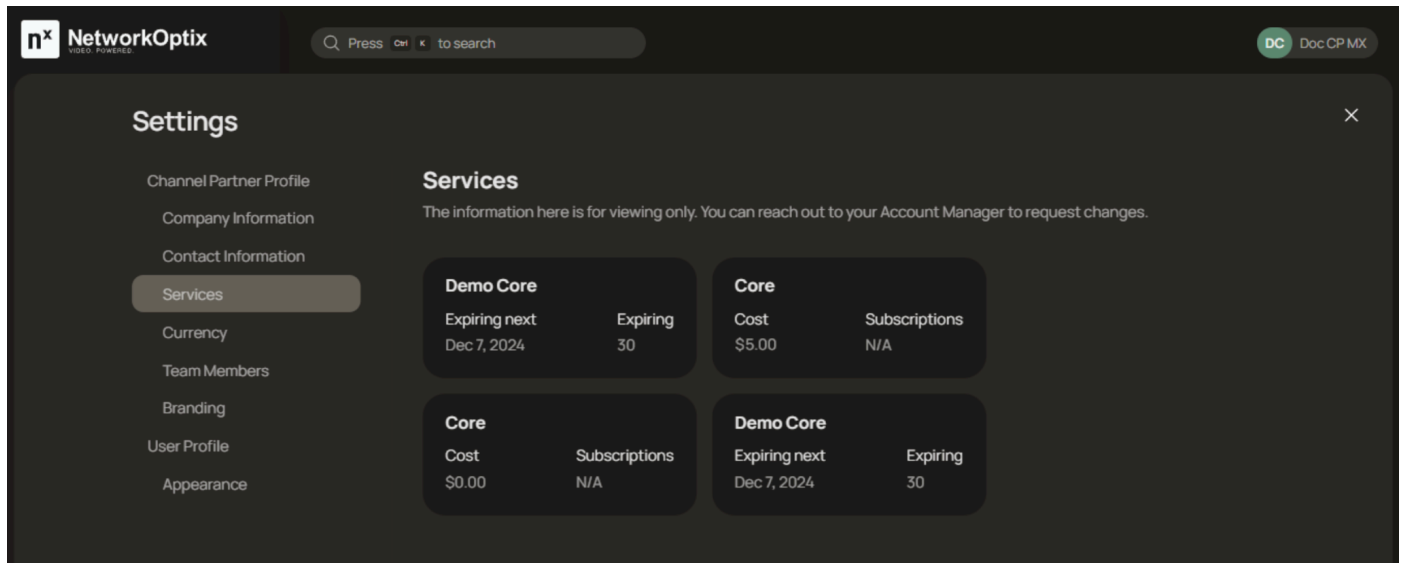 nx NetworkOptix
VIDEO. POWERED.
Press Ctrl K to search
DC Doc CP MX
Settings
Channel Partner Profile
Company Information
Contact Information
Services
Currency
Team Members
Branding
User Profile
Appearance
Services
The information here is for viewing only. You can reach out to your Account Manager to request changes.
Demo Core
Expiring next Expiring
Dec 7, 2024 30
Core
Cost Subscriptions
$5.00 N/A
Core
Cost Subscriptions
$0.00 N/A
Demo Core
Expiring next Expiring
Dec 7, 2024 30